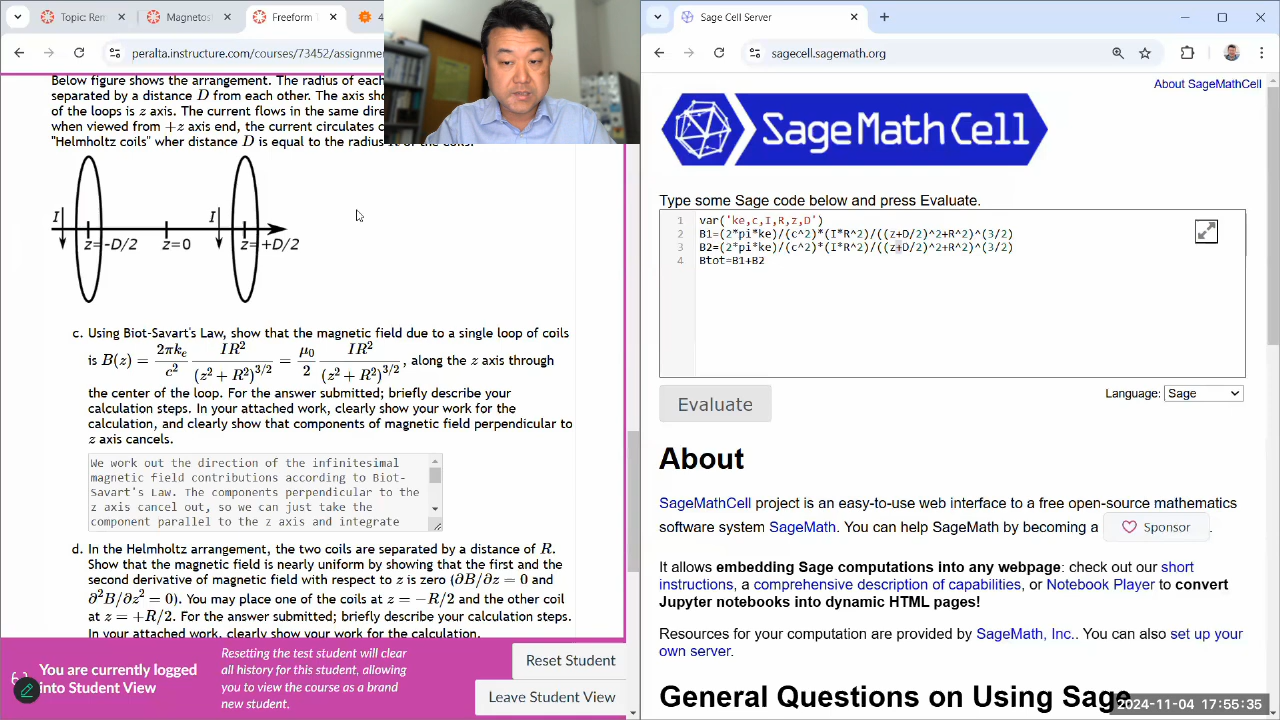 Topic Rem
Magnetos
Freeform
4
Sage Cell Server
peralta.instructure.com/courses/73452/assignme
sagecell.sagemath.org
Below figure shows the arrangement. The radius of each
separated by a distance D from each other. The axis sho
of the loops is z axis. The current flows in the same dire
when viewed from +z axis end, the current circulates c
"Helmholtz coils" wher distance D is equal to the radius R of the coils.
I
I
z=-D/2
z=0
z=+D/2
c. Using Biot-Savart's Law, show that the magnetic field due to a single loop of coils
is B(z) = 2πke/c² IR²/(z² + R²)^3/2 = μ0/2 IR²/(z² + R²)^3/2, along the z axis through
the center of the loop. For the answer submitted; briefly describe your
calculation steps. In your attached work, clearly show your work for the
calculation, and clearly show that components of magnetic field perpendicular to
z axis cancels.
We work out the direction of the infinitesimal
magnetic field contributions according to Biot-
Savart's Law. The components perpendicular to the
z axis cancel out, so we can just take the
component parallel to the z axis and integrate
d. In the Helmholtz arrangement, the two coils are separated by a distance of R.
Show that the magnetic field is nearly uniform by showing that the first and the
second derivative of magnetic field with respect to z is zero (∂B/∂z = 0 and
∂²B/∂z² = 0). You may place one of the coils at z = −R/2 and the other coil
at z = +R/2. For the answer submitted; briefly describe your calculation steps.
In your attached work, clearly show your work for the calculation.
You are currently logged
into Student View
Resetting the test student will clear
all history for this student, allowing
you to view the course as a brand
new student.
Reset Student
Leave Student View
About SageMathCell
SageMathCell
Type some Sage code below and press Evaluate.
1 var('ke,c,I,R,z,D')
2 B1=(2*pi*ke)/(c^2)*(I*R^2)/((z+D/2)^2+R^2)^(3/2)
3 B2=(2*pi*ke)/(c^2)*(I*R^2)/((z+D/2)^2+R^2)^(3/2)
4 Btot=B1+B2
Evaluate
Language: Sage
About
SageMathCell project is an easy-to-use web interface to a free open-source mathematics
software system SageMath. You can help SageMath by becoming a Sponsor.
It allows embedding Sage computations into any webpage: check out our short
instructions, a comprehensive description of capabilities, or Notebook Player to convert
Jupyter notebooks into dynamic HTML pages!
Resources for your computation are provided by SageMath, Inc.. You can also set up your
own server.
General Questions on Using Sage
2024-11-04 17:55:35